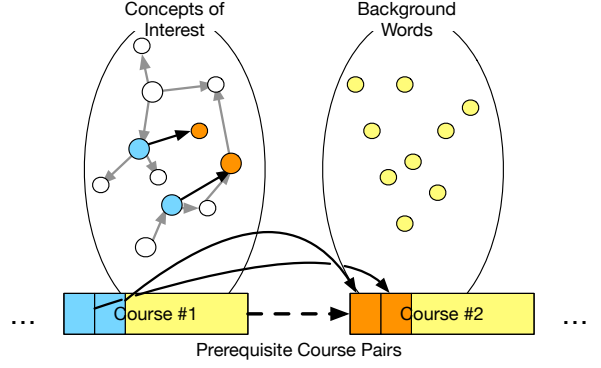 Concepts of
Interest
Background
Words
...
Course #1
Course #2
...
Prerequisite Course Pairs